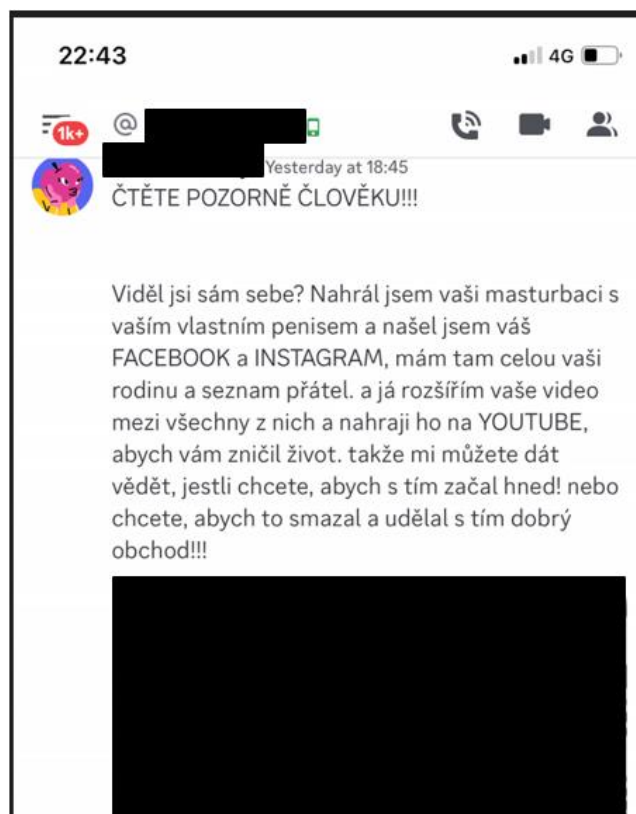 22:43
4G
1k+
@
Yesterday at 18:45
ČTĚTE POZORNĚ ČLOVĚKU!!!
Viděl jsi sám sebe? Nahrál jsem vaši masturbaci s
vaším vlastním penisem a našel jsem váš
FACEBOOK a INSTAGRAM, mám tam celou vaši
rodinu a seznam přátel. a já rozšířím vaše video
mezi všechny z nich a nahraji ho na YOUTUBE,
abych vám zničil život. takže mi můžete dát
vědět, jestli chcete, abych s tím začal hned! nebo
chcete, abych to smazal a udělal s tím dobrý
obchod!!!